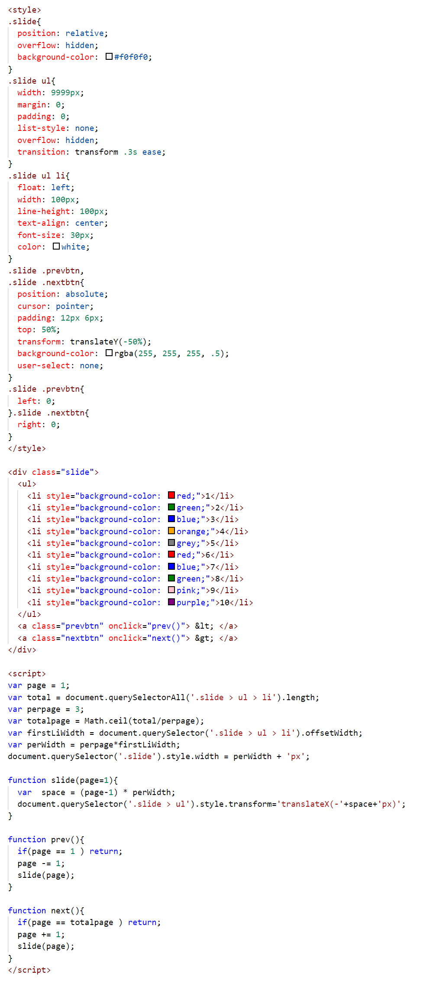 <style>
.slide{
  position: relative;
  overflow: hidden;
  background-color: #f0f0f0;
}
.slide ul{
  width: 9999px;
  margin: 0;
  padding: 0;
  list-style: none;
  overflow: hidden;
  transition: transform .3s ease;
}
.slide ul li{
  float: left;
  width: 100px;
  line-height: 100px;
  text-align: center;
  font-size: 30px;
  color: white;
}
.slide .prevbtn,
.slide .nextbtn{
  position: absolute;
  cursor: pointer;
  padding: 12px 6px;
  top: 50%;
  transform: translateY(-50%);
  background-color: rgba(255, 255, 255, .5);
  user-select: none;
}
.slide .prevbtn{
  left: 0;
}.slide .nextbtn{
  right: 0;
}
</style>

<div class="slide">
  <ul>
    <li style="background-color: red;">1</li>
    <li style="background-color: green;">2</li>
    <li style="background-color: blue;">3</li>
    <li style="background-color: orange;">4</li>
    <li style="background-color: grey;">5</li>
    <li style="background-color: red;">6</li>
    <li style="background-color: blue;">7</li>
    <li style="background-color: green;">8</li>
    <li style="background-color: pink;">9</li>
    <li style="background-color: purple;">10</li>
  </ul>
  <a class="prevbtn" onclick="prev()"> &lt; </a>
  <a class="nextbtn" onclick="next()"> &gt; </a>
</div>

<script>
var page = 1;
var total = document.querySelectorAll('.slide > ul > li').length;
var perpage = 3;
var totalpage = Math.ceil(total/perpage);
var firstLiWidth = document.querySelector('.slide > ul > li').offsetWidth;
var perWidth = perpage*firstLiWidth;
document.querySelector('.slide').style.width = perWidth + 'px';

function slide(page=1){
  var  space = (page-1) * perWidth;
  document.querySelector('.slide > ul').style.transform='translateX(-'+space+'px)';
}

function prev(){
  if(page == 1 ) return;
  page -= 1;
  slide(page);
}

function next(){
  if(page == totalpage ) return;
  page += 1;
  slide(page);
}
</script>